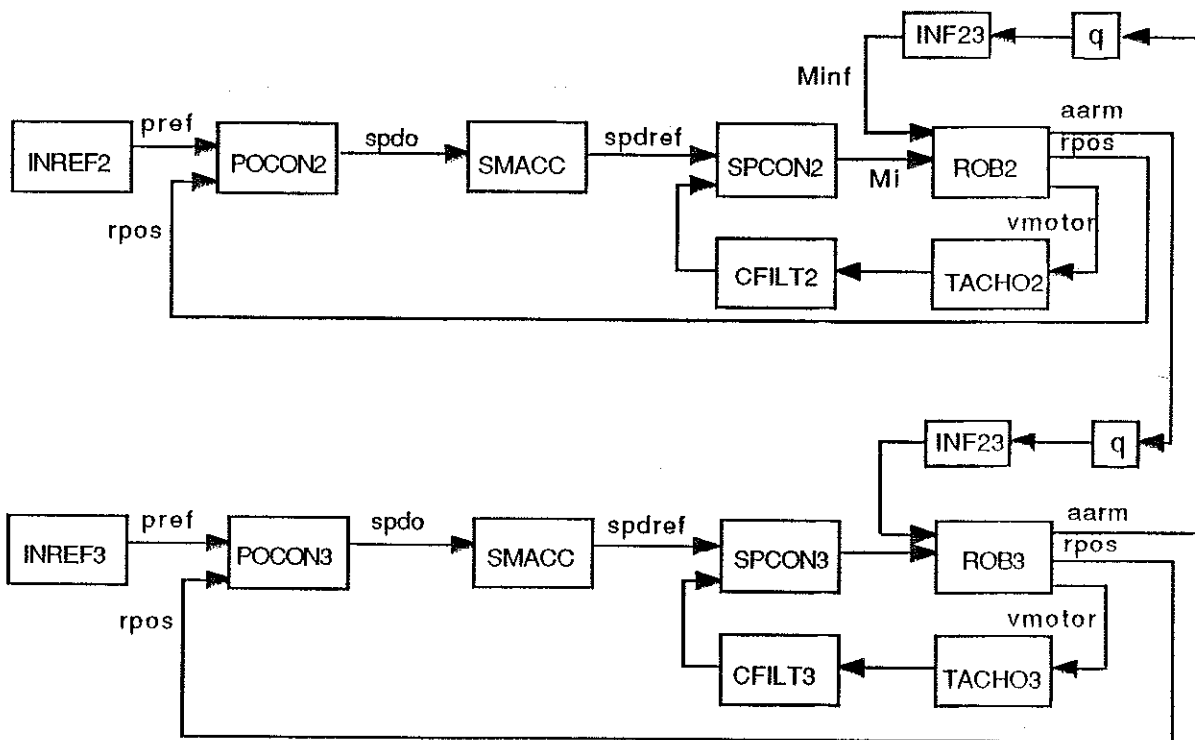 INF23
q
Minf
aarm
pref
spdo
spdref
rpos
INREF2
POCON2
SMACC
SPCON2
Mi
ROB2
rpos
vmotor
CFILT2
TACHO2
INF23
q
pref
spdo
spdref
aarm
rpos
INREF3
POCON3
SMACC
SPCON3
ROB3
rpos
vmotor
CFILT3
TACHO3